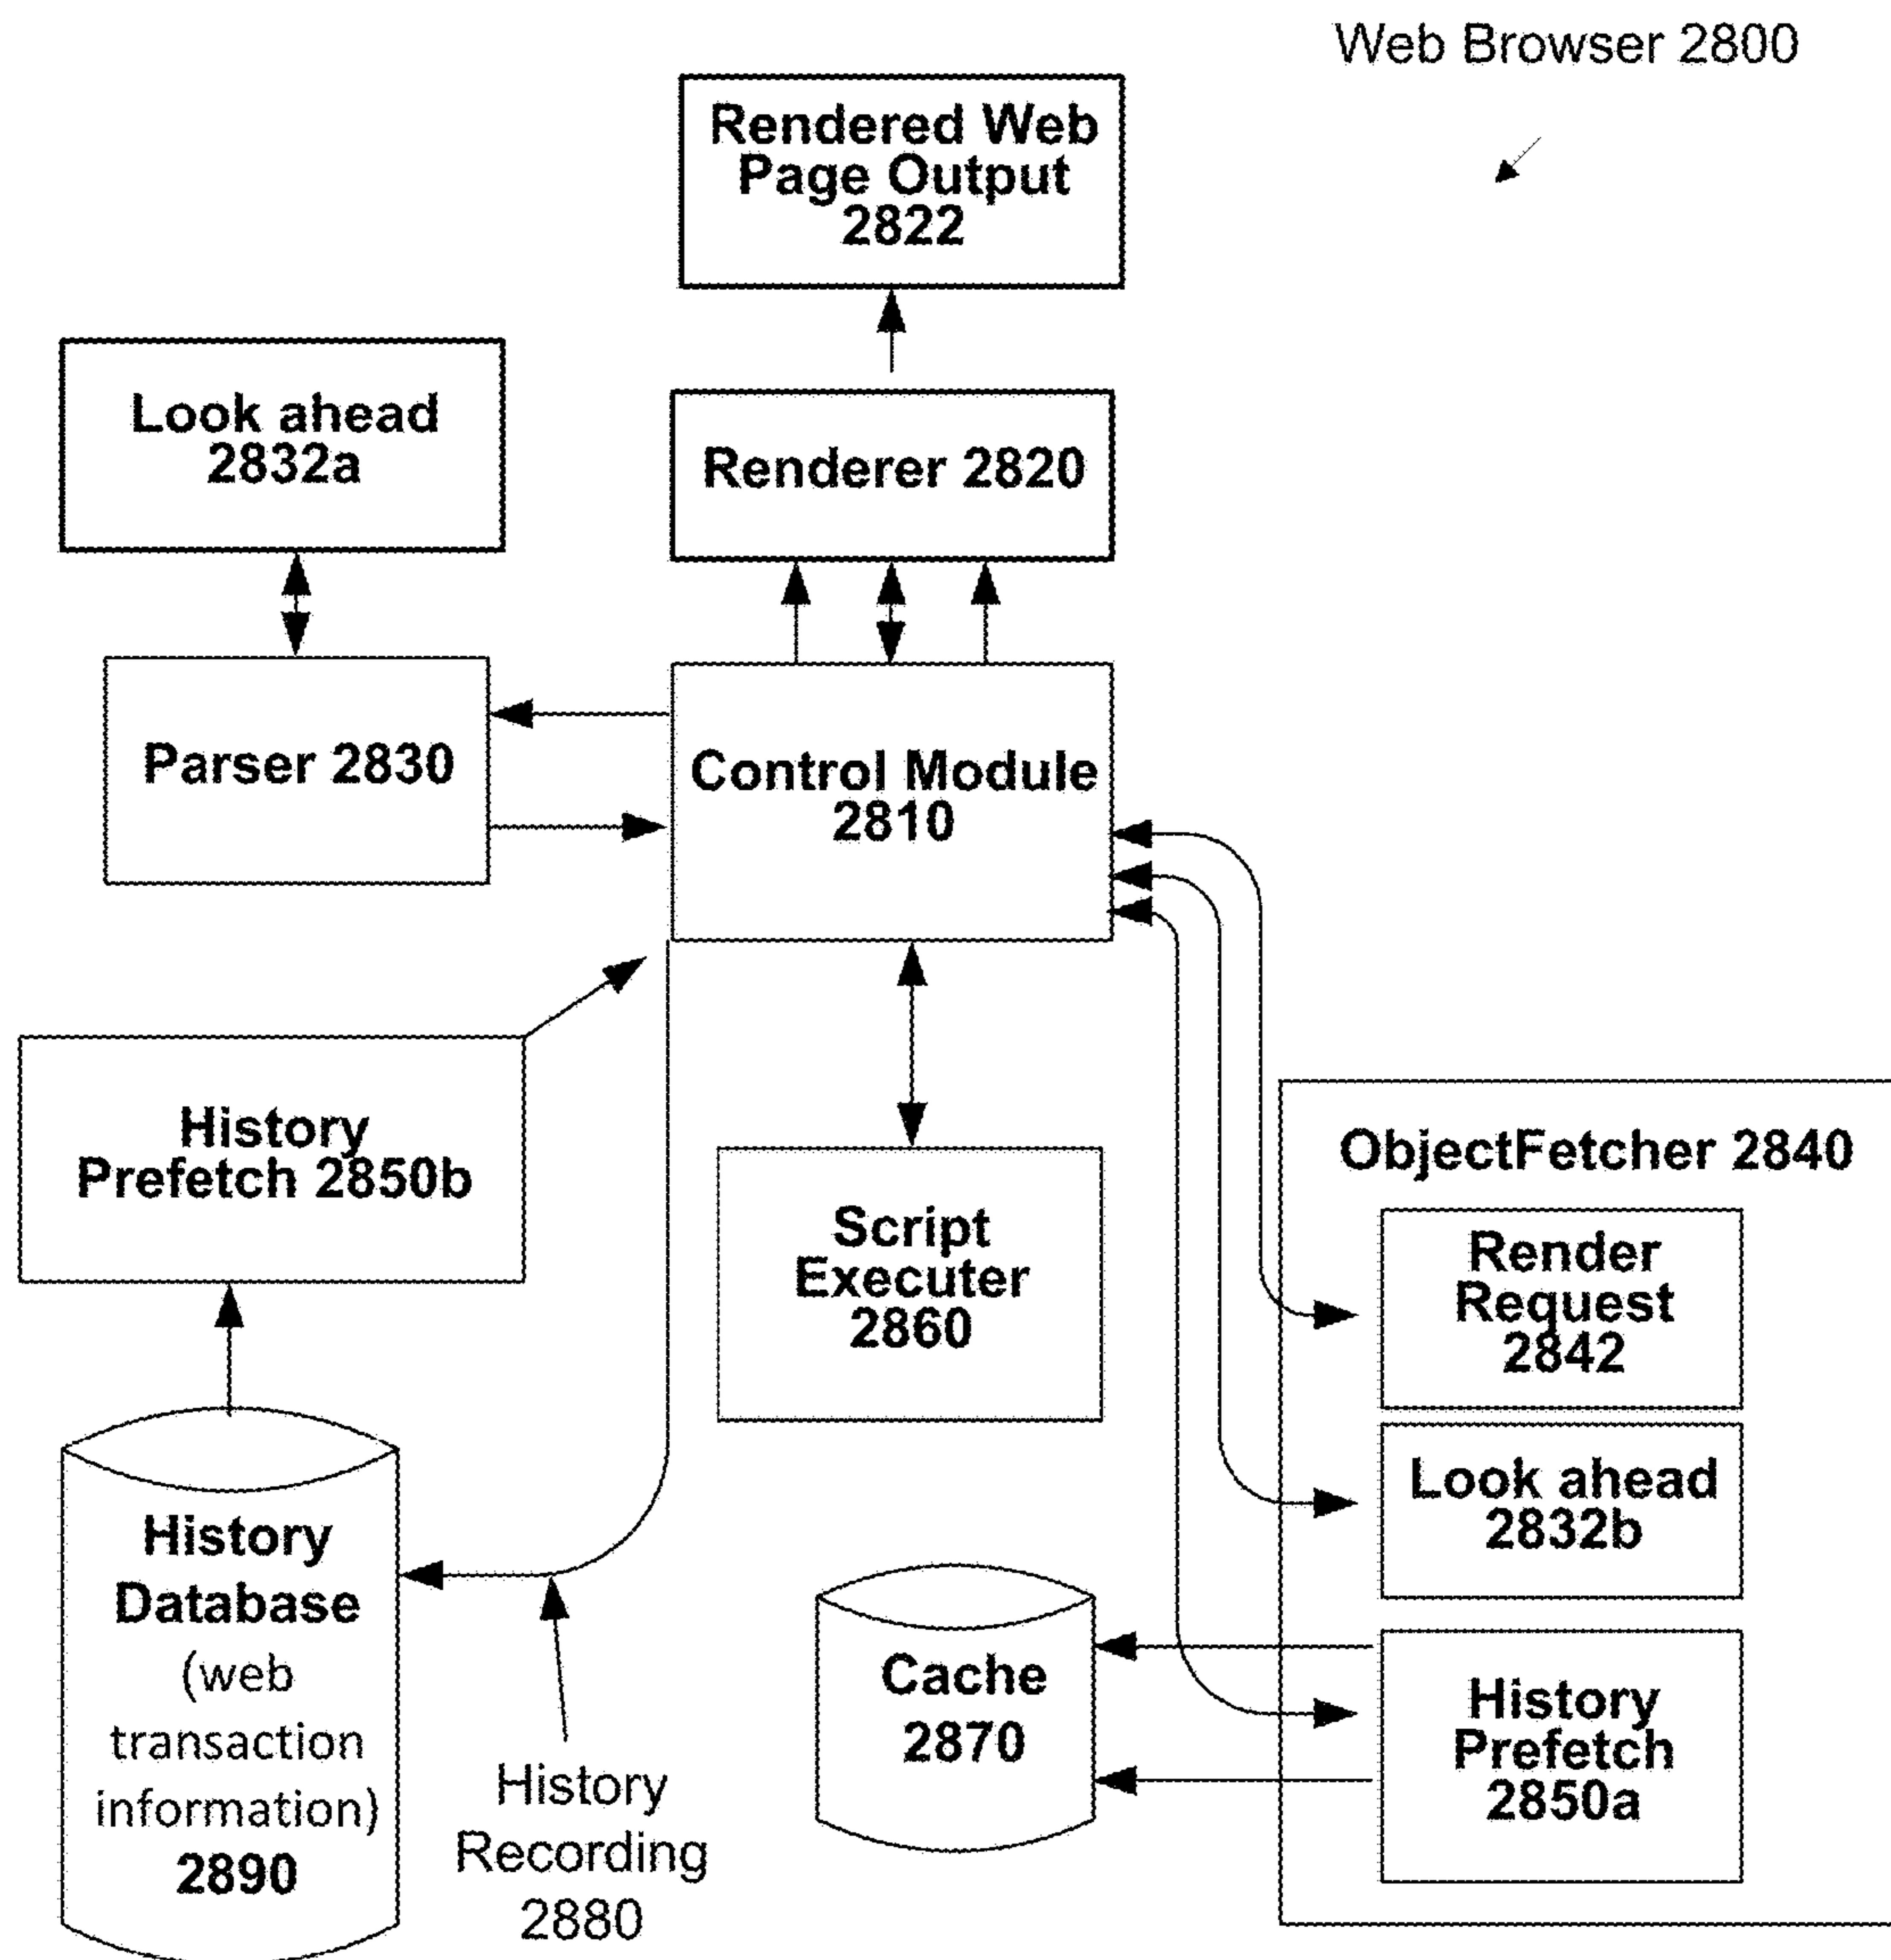 Web Browser 2800
Rendered Web
Page Output
2822
Look ahead
2832a
Renderer 2820
Parser 2830
Control Module
2810
History
Prefetch 2850b
Script
Executer
2860
ObjectFetcher 2840
Render
Request
2842
Look ahead
2832b
History
Prefetch
2850a
History
Database
(web
transaction
information)
2890
History
Recording
2880
Cache
2870